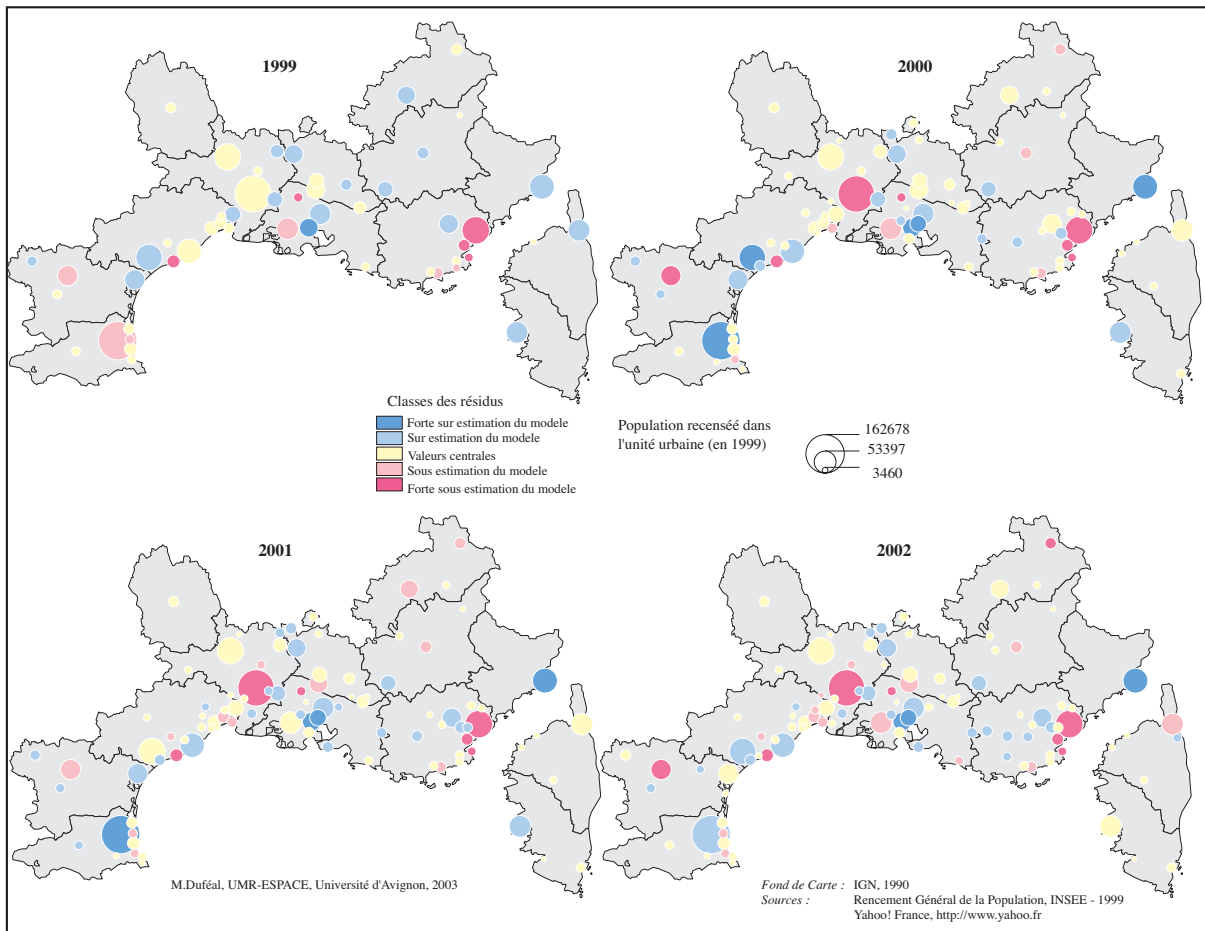 1999
2000
Classes des résidus
Forte sur estimation du modele
Sur estimation du modele
Valeurs centrales
Sous estimation du modele
Forte sous estimation du modele
Population recenséé dans
l'unité urbaine (en 1999)
162678
53397
3460
2001
2002
M.Duféal, UMR-ESPACE, Université d'Avignon, 2003
Fond de Carte : IGN, 1990
Sources : Rencement Général de la Population, INSEE - 1999
Yahoo! France, http://www.yahoo.fr